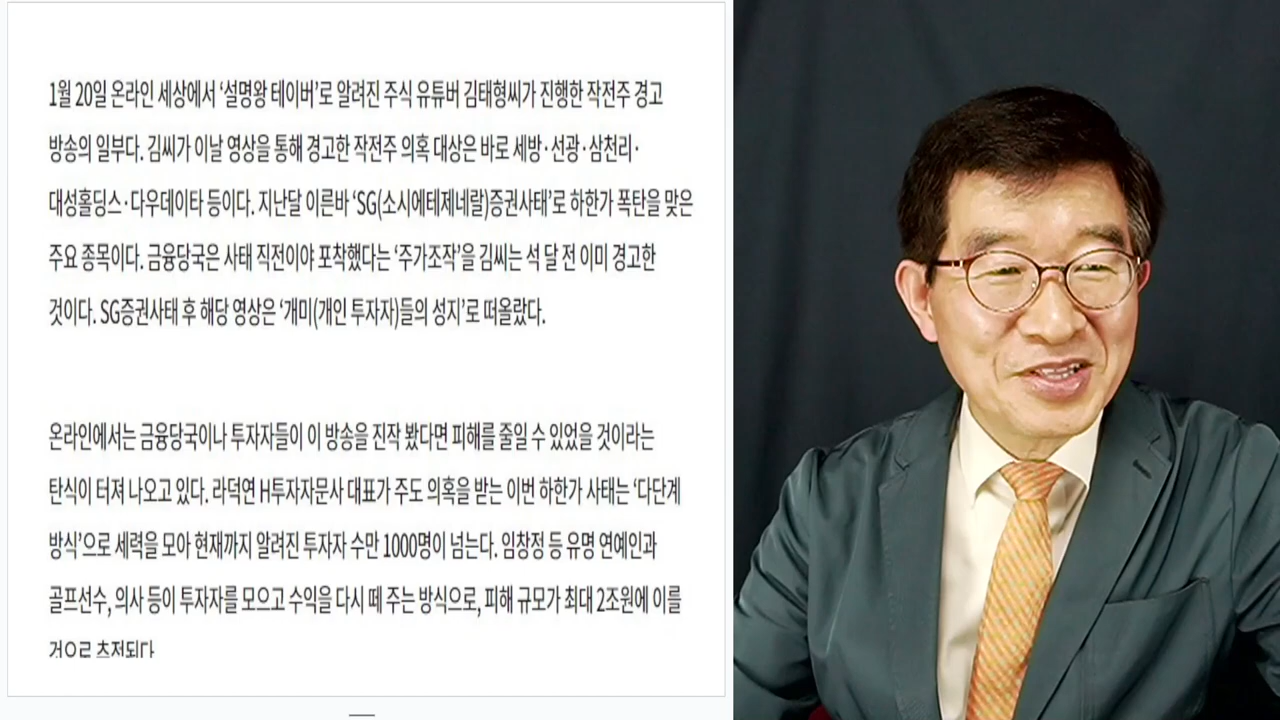 1월 20일 온라인 세상에서 ‘설명왕 테이버’로 알려진 주식 유튜버 김태형씨가 진행한 작전주 경고
방송의 일부다. 김씨가 이날 영상을 통해 경고한 작전주 의혹 대상은 바로 세방·선광·삼천리·
대성홀딩스·다우데이타 등이다. 지난달 이른바 ‘SG(소시에테제네랄)증권사태’로 하한가 폭탄을 맞은
주요 종목이다. 금융당국은 사태 직전이야 포착했다는 ‘주가조작’을 김씨는 석 달 전 이미 경고한
것이다. SG증권사태 후 해당 영상은 ‘개미(개인 투자자)들의 성지’로 떠올랐다.
온라인에서는 금융당국이나 투자자들이 이 방송을 진작 봤다면 피해를 줄일 수 있었을 것이라는
탄식이 터져 나오고 있다. 라덕연 H투자자문사 대표가 주도 의혹을 받는 이번 하한가 사태는 ‘다단계
방식’으로 세력을 모아 현재까지 알려진 투자자 수만 1000명이 넘는다. 임창정 등 유명 연예인과
골프선수, 의사 등이 투자자를 모으고 수익을 다시 떼 주는 방식으로, 피해 규모가 최대 2조원에 이를
것으로 추정된다